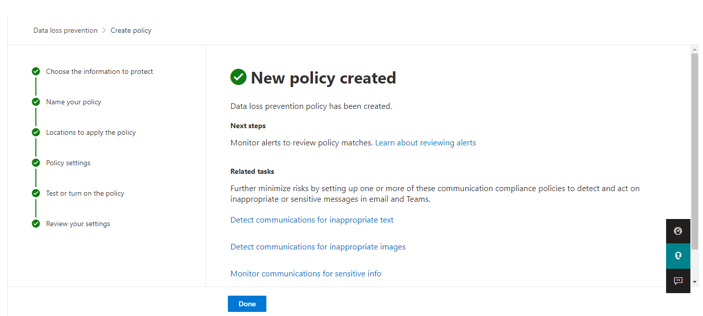 Data loss prevention > Create policy
Choose the information to protect
Name your policy
Locations to apply the policy
Policy settings
Test or turn on the policy
Review your settings
New policy created
Data loss prevention policy has been created.
Next steps
Monitor alerts to review policy matches. Learn about reviewing alerts
Related tasks
Further minimize risks by setting up one or more of these communication compliance policies to detect and act on
inappropriate or sensitive messages in email and Teams.
Detect communications for inappropriate text
Detect communications for inappropriate images
Monitor communications for sensitive info
Done